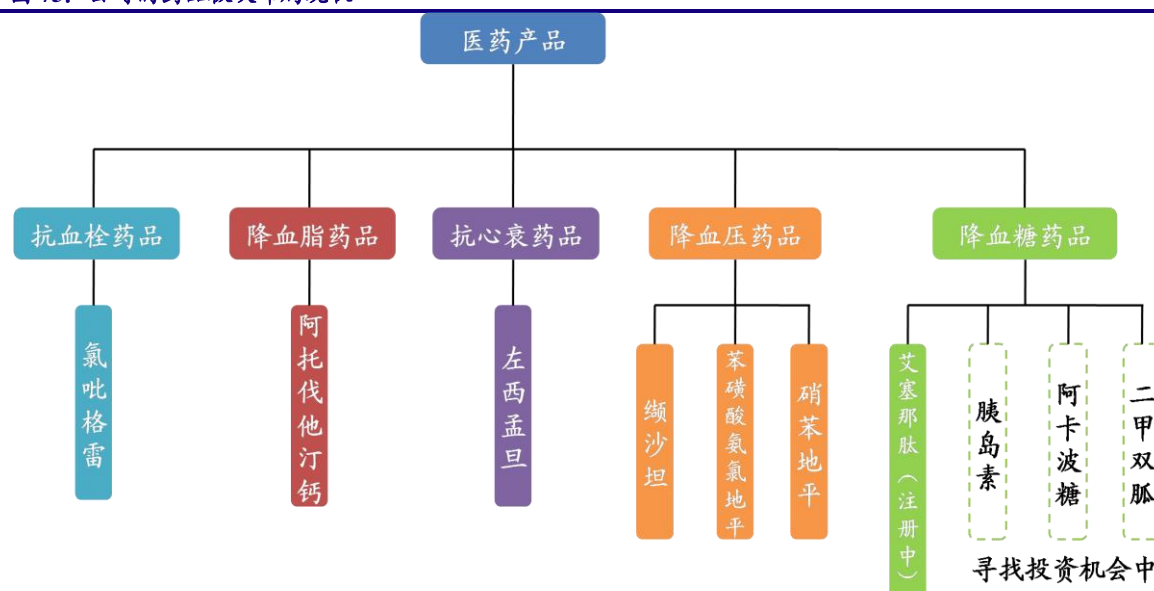 医药产品
抗血栓药品
降血脂药品
抗心衰药品
降血压药品
降血糖药品
氯吡格雷
阿托伐他汀钙
左西孟旦
缬沙坦
苯磺酸氨氯地平
硝苯地平
艾塞那肽（注册中）
胰岛素
阿卡波糖
二甲双胍
寻找投资机会中